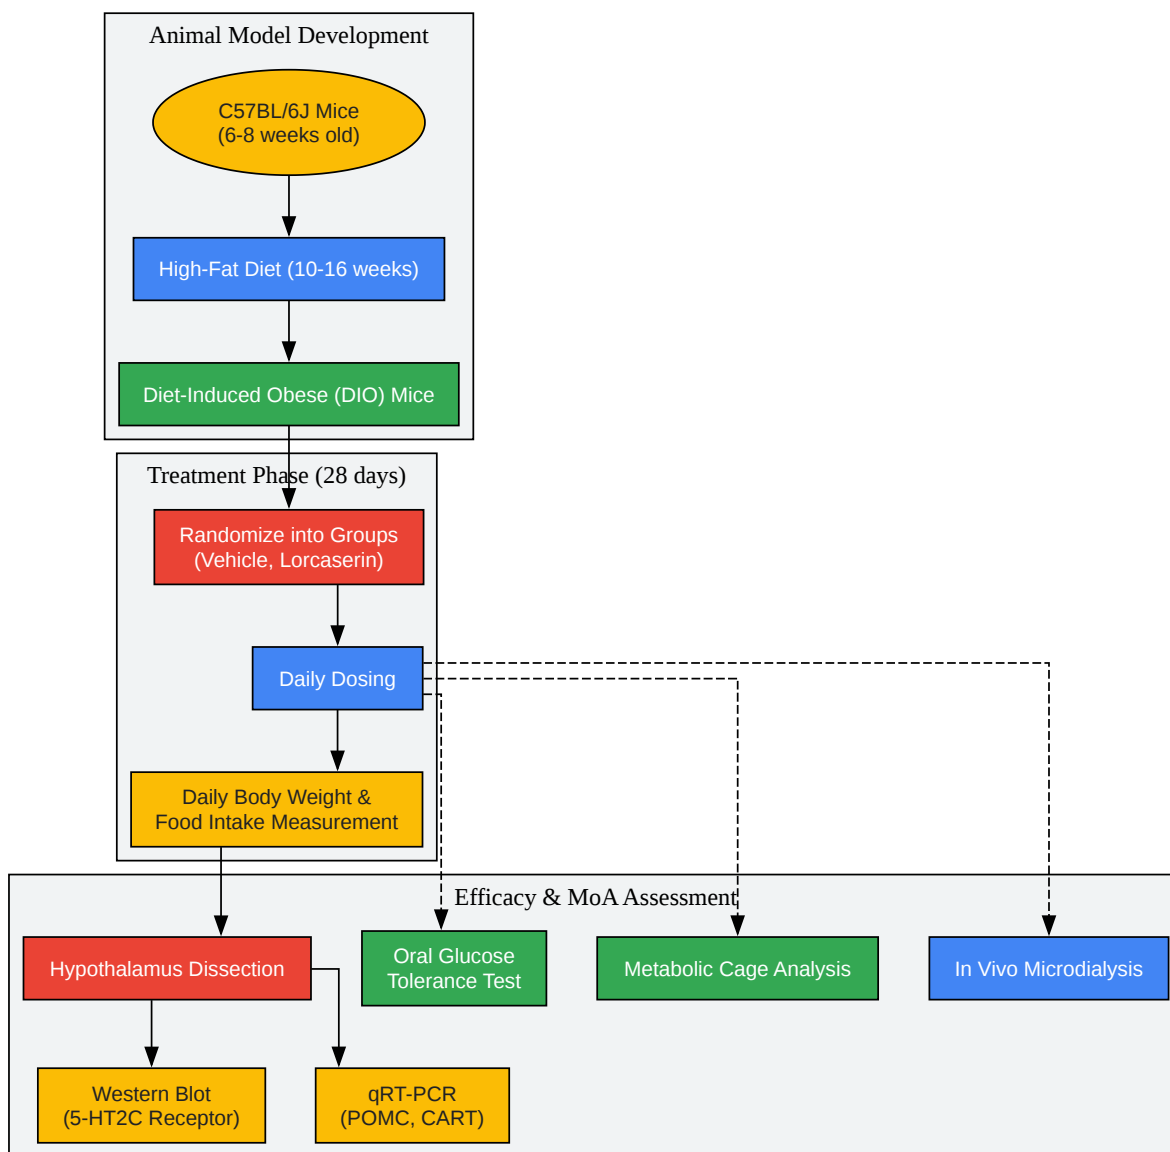 Animal Model Development
C57BL/6J Mice
(6-8 weeks old)
High-Fat Diet (10-16 weeks)
Diet-Induced Obese (DIO) Mice
Treatment Phase (28 days)
Randomize into Groups
(Vehicle, Lorcaserin)
Daily Dosing
Daily Body Weight &
Food Intake Measurement
Efficacy & MoA Assessment
Hypothalamus Dissection
Oral Glucose
Tolerance Test
Metabolic Cage Analysis
In Vivo Microdialysis
Western Blot
(5-HT2C Receptor)
qRT-PCR
(POMC, CART)